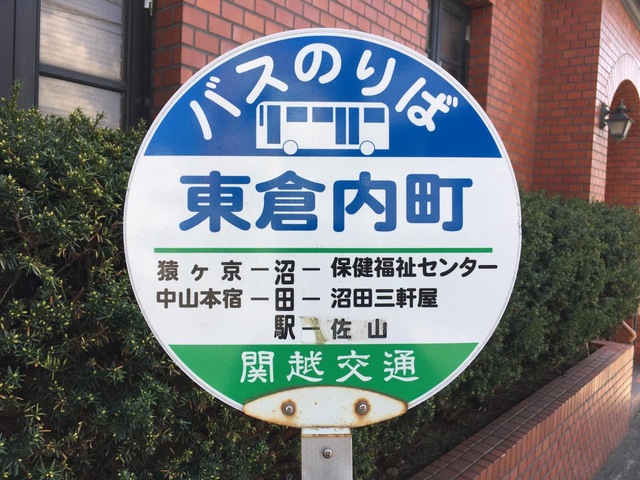 バスのりば
東倉内町
猿ヶ京ー沼ー保健福祉センター
中山本宿ー田ー沼田三軒屋
駅ー佐山
関越交通